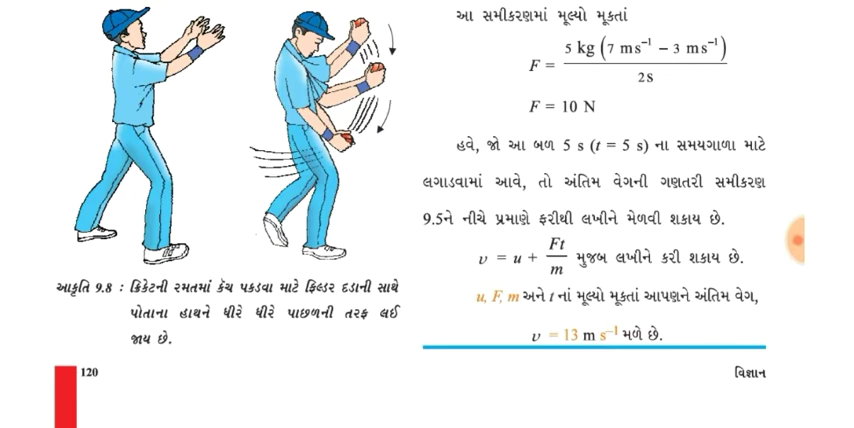 આકૃતિ 9.8 : ક્રિકેટની રમતમાં કૅચ પકડવા માટે ફિલ્ડર દડાની સાથે
પોતાના હાથને ધીરે ધીરે પાછળની તરફ લઈ
જાય છે.
120
આ સમીકરણમાં મૂલ્યો મૂકતાં
F = 5 kg (7 ms⁻¹ − 3 ms⁻¹) / 2s
F = 10 N
હવે, જો આ બળ 5 s (t = 5 s) ના સમયગાળા માટે
લગાડવામાં આવે, તો અંતિમ વેગની ગણતરી સમીકરણ
9.5ને નીચે પ્રમાણે ફરીથી લખીને મેળવી શકાય છે.
v = u + Ft/m મુજબ લખીને કરી શકાય છે.
u, F, m અને t નાં મૂલ્યો મૂકતાં આપણને અંતિમ વેગ,
v = 13 m s⁻¹ મળે છે.
વિજ્ઞાન